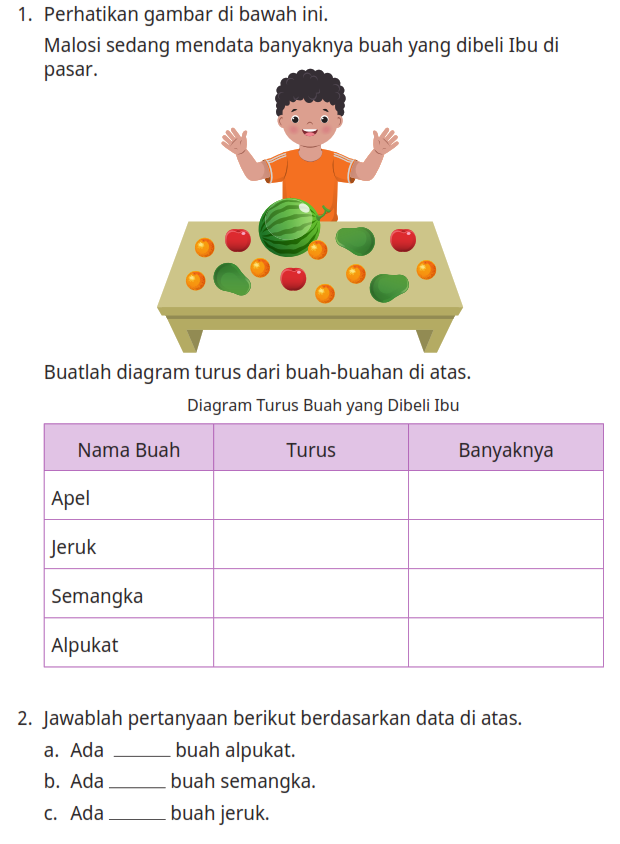 1. Perhatikan gambar di bawah ini.
Malosi sedang mendata banyaknya buah yang dibeli Ibu di
pasar.
Buatlah diagram turus dari buah-buahan di atas.
Diagram Turus Buah yang Dibeli Ibu
Nama Buah Turus Banyaknya
Apel
Jeruk
Semangka
Alpukat
2. Jawablah pertanyaan berikut berdasarkan data di atas.
a. Ada ______ buah alpukat.
b. Ada ______ buah semangka.
c. Ada ______ buah jeruk.